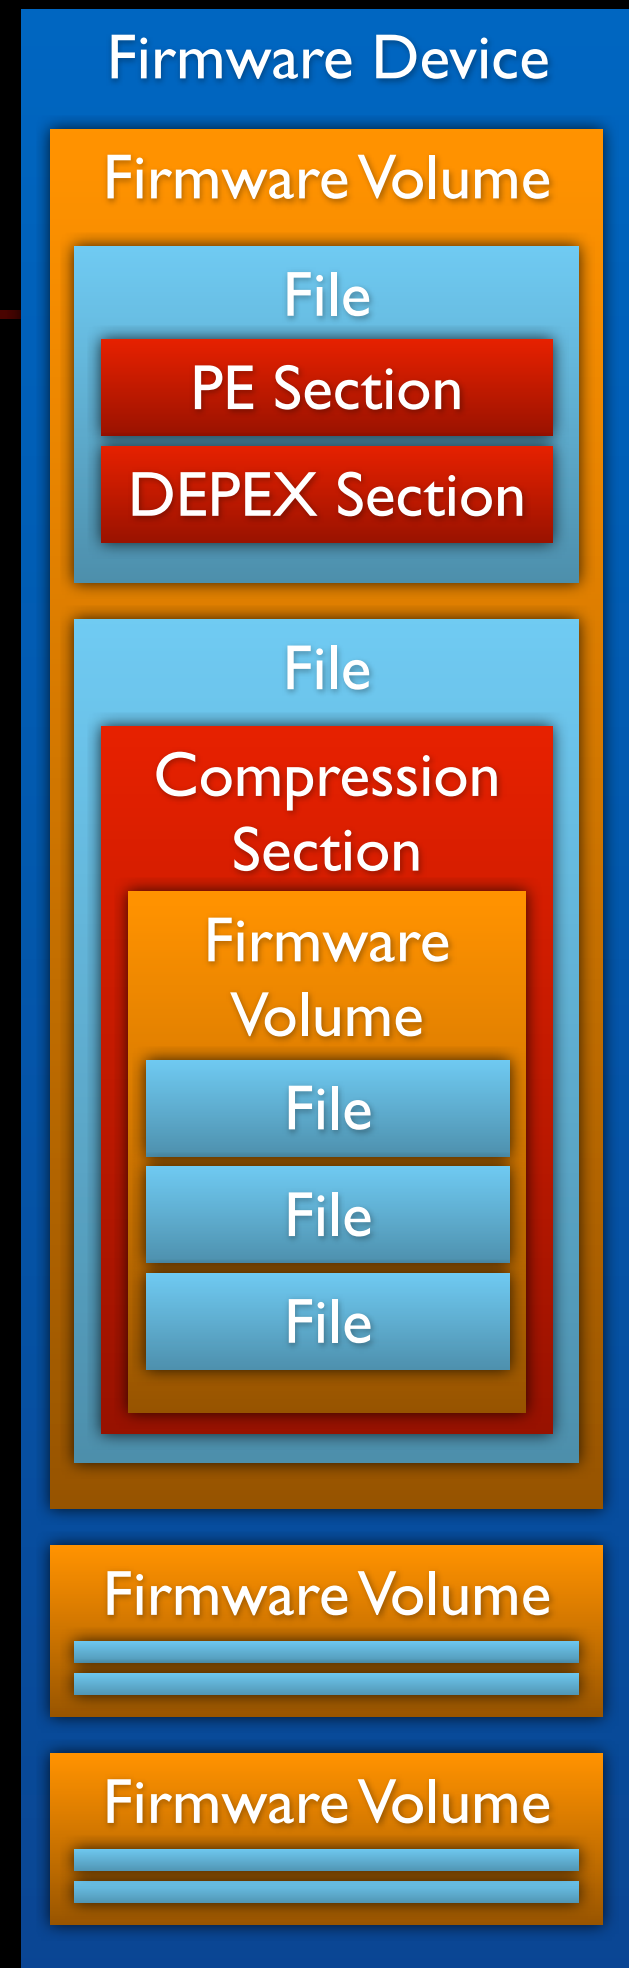 Firmware Device
Firmware Volume
File
PE Section
DEPEX Section
File
Compression
Section
Firmware
Volume
File
File
File
Firmware Volume
Firmware Volume